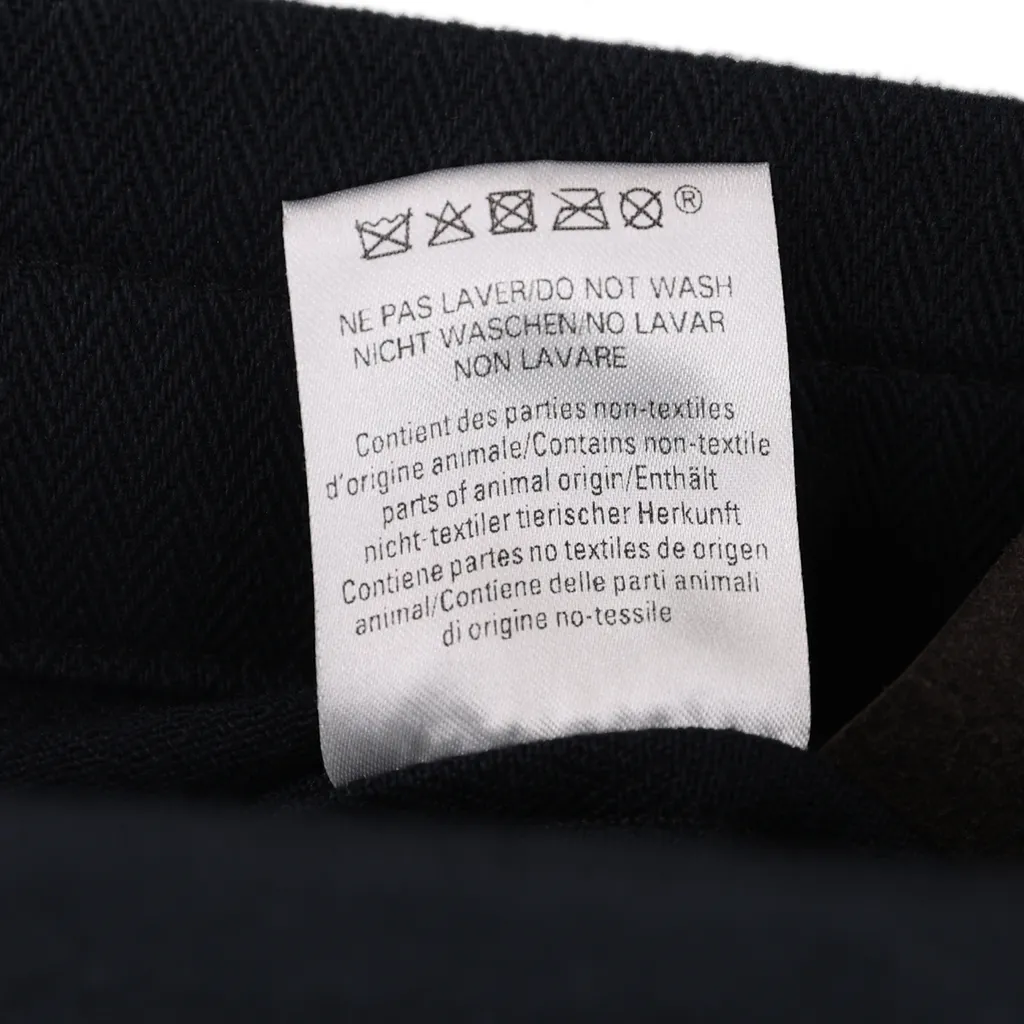 ®
NE PAS LAVER/DO NOT WASH
NICHT WASCHEN/NO LAVAR
NON LAVARE
Contient des parties non-textiles
d'origine animale/Contains non-textile
parts of animal origin/Enthält
nicht-textiler tierischer Herkunft
Contiene partes no textiles de origen
animal/Contiene delle parti animali
di origine no-tessile